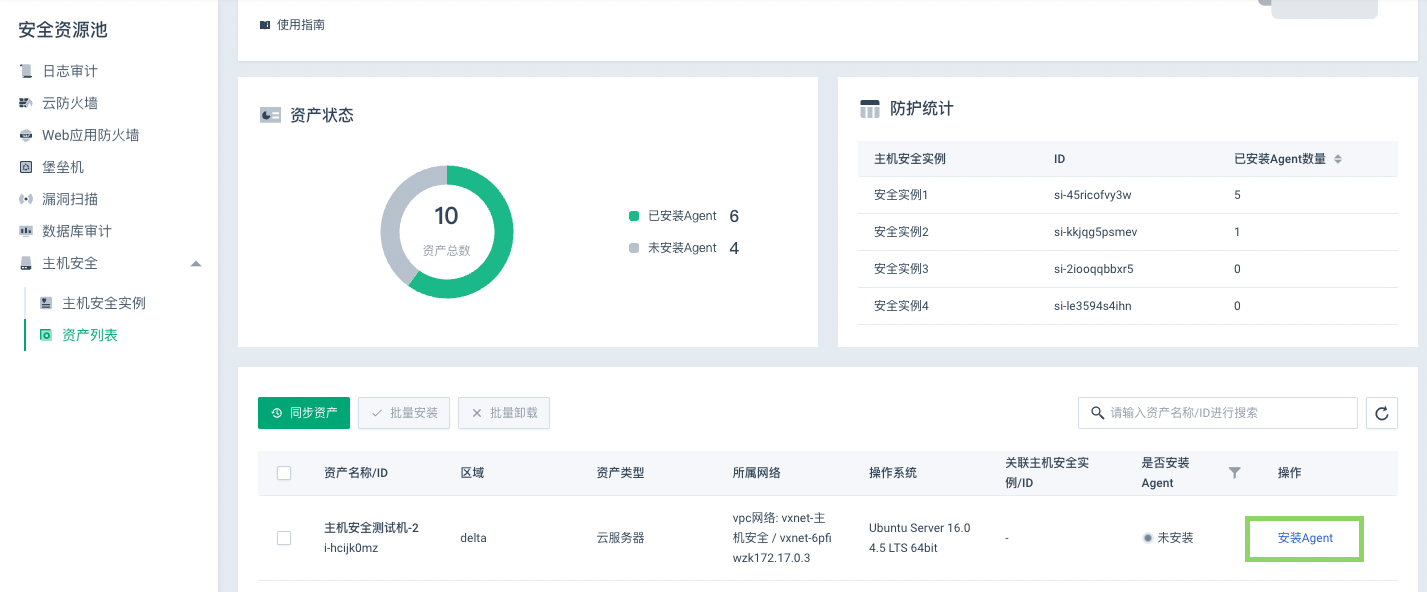 安全资源池
日志审计
云防火墙
Web应用防火墙
堡垒机
漏洞扫描
数据库审计
主机安全
主机安全实例
资产列表
使用指南
资产状态
10
资产总数
已安装Agent 6
未安装Agent 4
防护统计
主机安全实例 ID 已安装Agent数量
安全实例1 si-45ricofvy3w 5
安全实例2 si-kkjqg5psmev 1
安全实例3 si-2iooqqbbxr5 0
安全实例4 si-le3594s4ihn 0
同步资产 批量安装 批量卸载 请输入资产名称/ID进行搜索
资产名称/ID 区域 资产类型 所属网络 操作系统 关联主机安全实 是否安装 操作
例/ID Agent
主机安全测试机-2 delta 云服务器 vpc网络: vxnet-主 Ubuntu Server 16.0 - 未安装 安装Agent
i-hcijk0mz 机安全 / vxnet-6pfi 4.5 LTS 64bit
wzk172.17.0.3